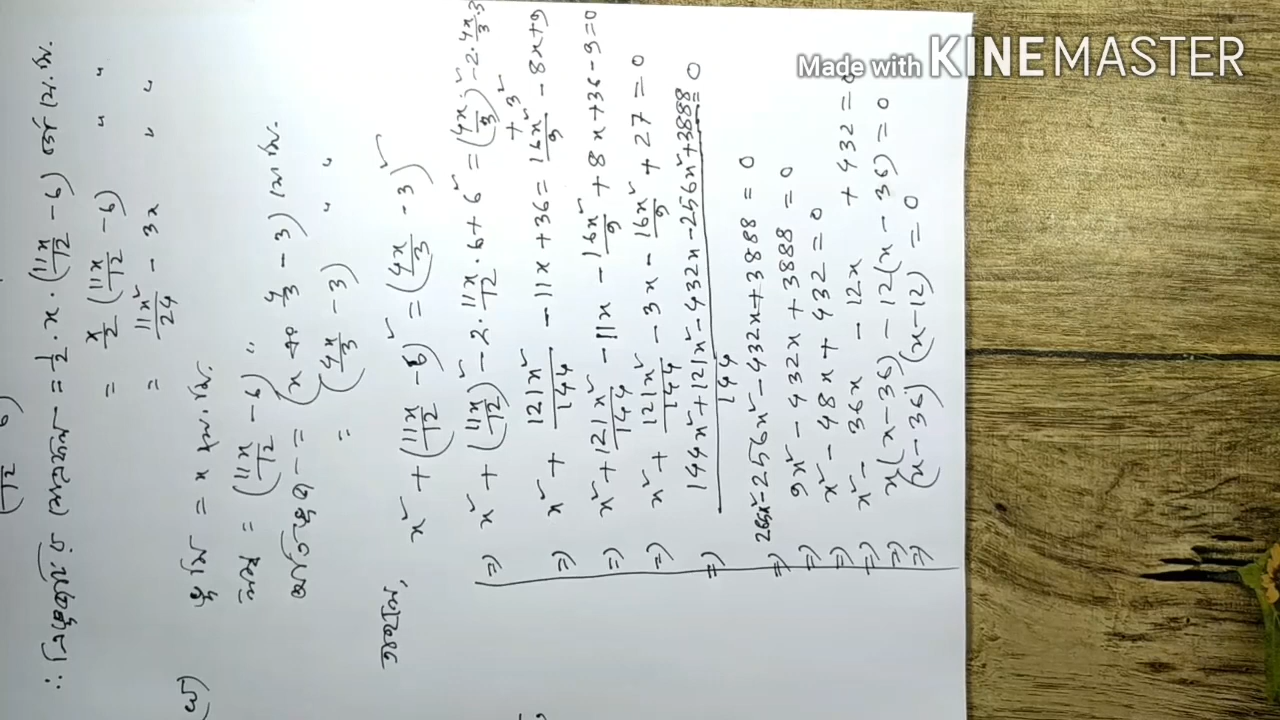 ∴ ত্রিভুজটির ক্ষেত্রফল = 1/2 · x · (11x/12 - 6) বর্গ সে.মি.
= x/2 (11x/12 - 6) " "
= 11x²/24 - 3x " "
ভূমি = x সে.মি.
লম্ব = (11x/12 - 6) "
অতিভুজ = (x এর 4/3 - 3) সে.মি.
= (4x/3 - 3) " "
x² + (11x/12 - 6)² = (4x/3 - 3)²
⇒ x² + (11x/12)² - 2 · 11x/12 · 6 + 6² = (4x/3)² - 2 · 4x/3 · 3 + 3²
⇒ x² + 121x²/144 - 11x + 36 = 16x²/9 - 8x + 9
⇒ x² + 121x²/144 - 11x - 16x²/9 + 8x + 36 - 9 = 0
⇒ x² + 121x²/144 - 3x - 16x²/9 + 27 = 0
⇒ 144x² + 121x² - 432x - 256x² + 3888/144 = 0
⇒ 265x² - 256x² - 432x + 3888 = 0
⇒ 9x² - 432x + 3888 = 0
⇒ x² - 48x + 432 = 0
⇒ x² - 36x - 12x + 432 = 0
⇒ x(x - 36) - 12(x - 36) = 0
⇒ (x - 36) (x - 12) = 0
Made with KINEMASTER